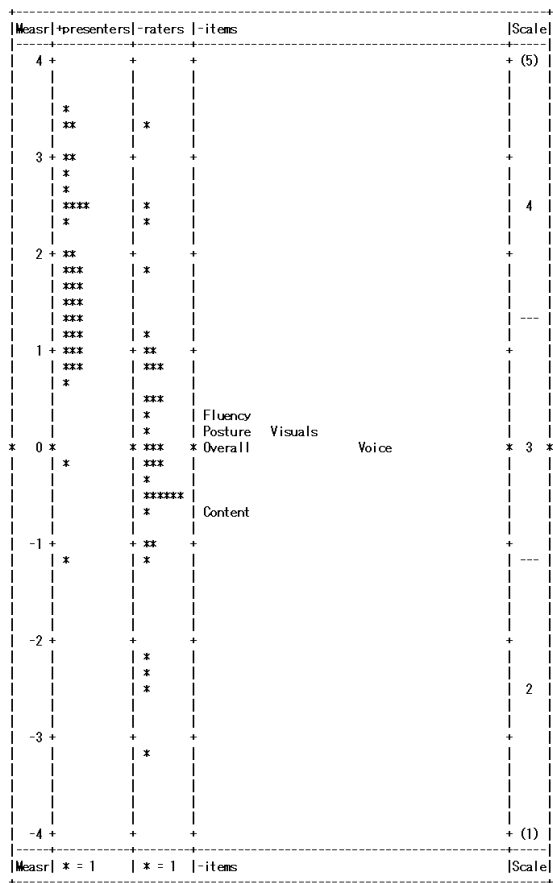 +---------------------------------------------------------------+
|Measr|+presenters|-raters |-items                        |Scale|
|-----+-----------+--------+------------------------------+-----|
|  4 +           +        +                               + (5) |
|    |           |        |                               |     |
|    |           |        |                               |     |
|    | *         |        |                               |     |
|    | **        | *      |                               |     |
|    |           |        |                               |     |
|  3 + **        +        +                               +     |
|    | *         |        |                               |     |
|    | *         |        |                               |     |
|    | ****      | *      |                               |  4  |
|    | *         | *      |                               |     |
|    |           |        |                               |     |
|  2 + **        +        +                               +     |
|    | ***       | *      |                               |     |
|    | ***       |        |                               |     |
|    | ***       |        |                               |     |
|    | ***       |        |                               | --- |
|    | ***       | *      |                               |     |
|  1 + ***       + **     +                               +     |
|    | ***       | ***    |                               |     |
|    | *         |        |                               |     |
|    |           | ***    |                               |     |
|    |           | *      | Fluency                       |     |
|    |           | *      | Posture  Visuals              |     |
*  0 *           * ***    * Overall            Voice      *  3  *
|    | *         | ***    |                               |     |
|    |           | *      |                               |     |
|    |           | ****** |                               |     |
|    |           | *      | Content                       |     |
|    |           |        |                               |     |
| -1 +           + **     +                               +     |
|    | *         | *      |                               | --- |
|    |           |        |                               |     |
|    |           |        |                               |     |
|    |           |        |                               |     |
|    |           |        |                               |     |
| -2 +           +        +                               +     |
|    |           | *      |                               |     |
|    |           | *      |                               |     |
|    |           | *      |                               |  2  |
|    |           |        |                               |     |
|    |           |        |                               |     |
| -3 +           +        +                               +     |
|    |           | *      |                               |     |
|    |           |        |                               |     |
|    |           |        |                               |     |
|    |           |        |                               |     |
| -4 +           +        +                               + (1) |
|-----+-----------+--------+------------------------------+-----|
|Measr| * = 1     | * = 1  |-items                        |Scale|
+---------------------------------------------------------------+